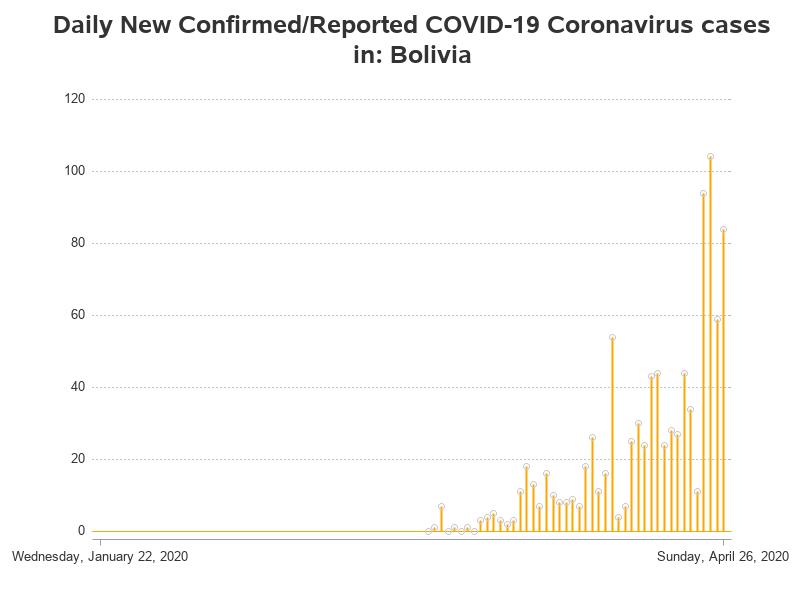 Daily New Confirmed/Reported COVID-19 Coronavirus cases
in: Bolivia
120
100
80
60
40
20
0
Wednesday, January 22, 2020
Sunday, April 26, 2020